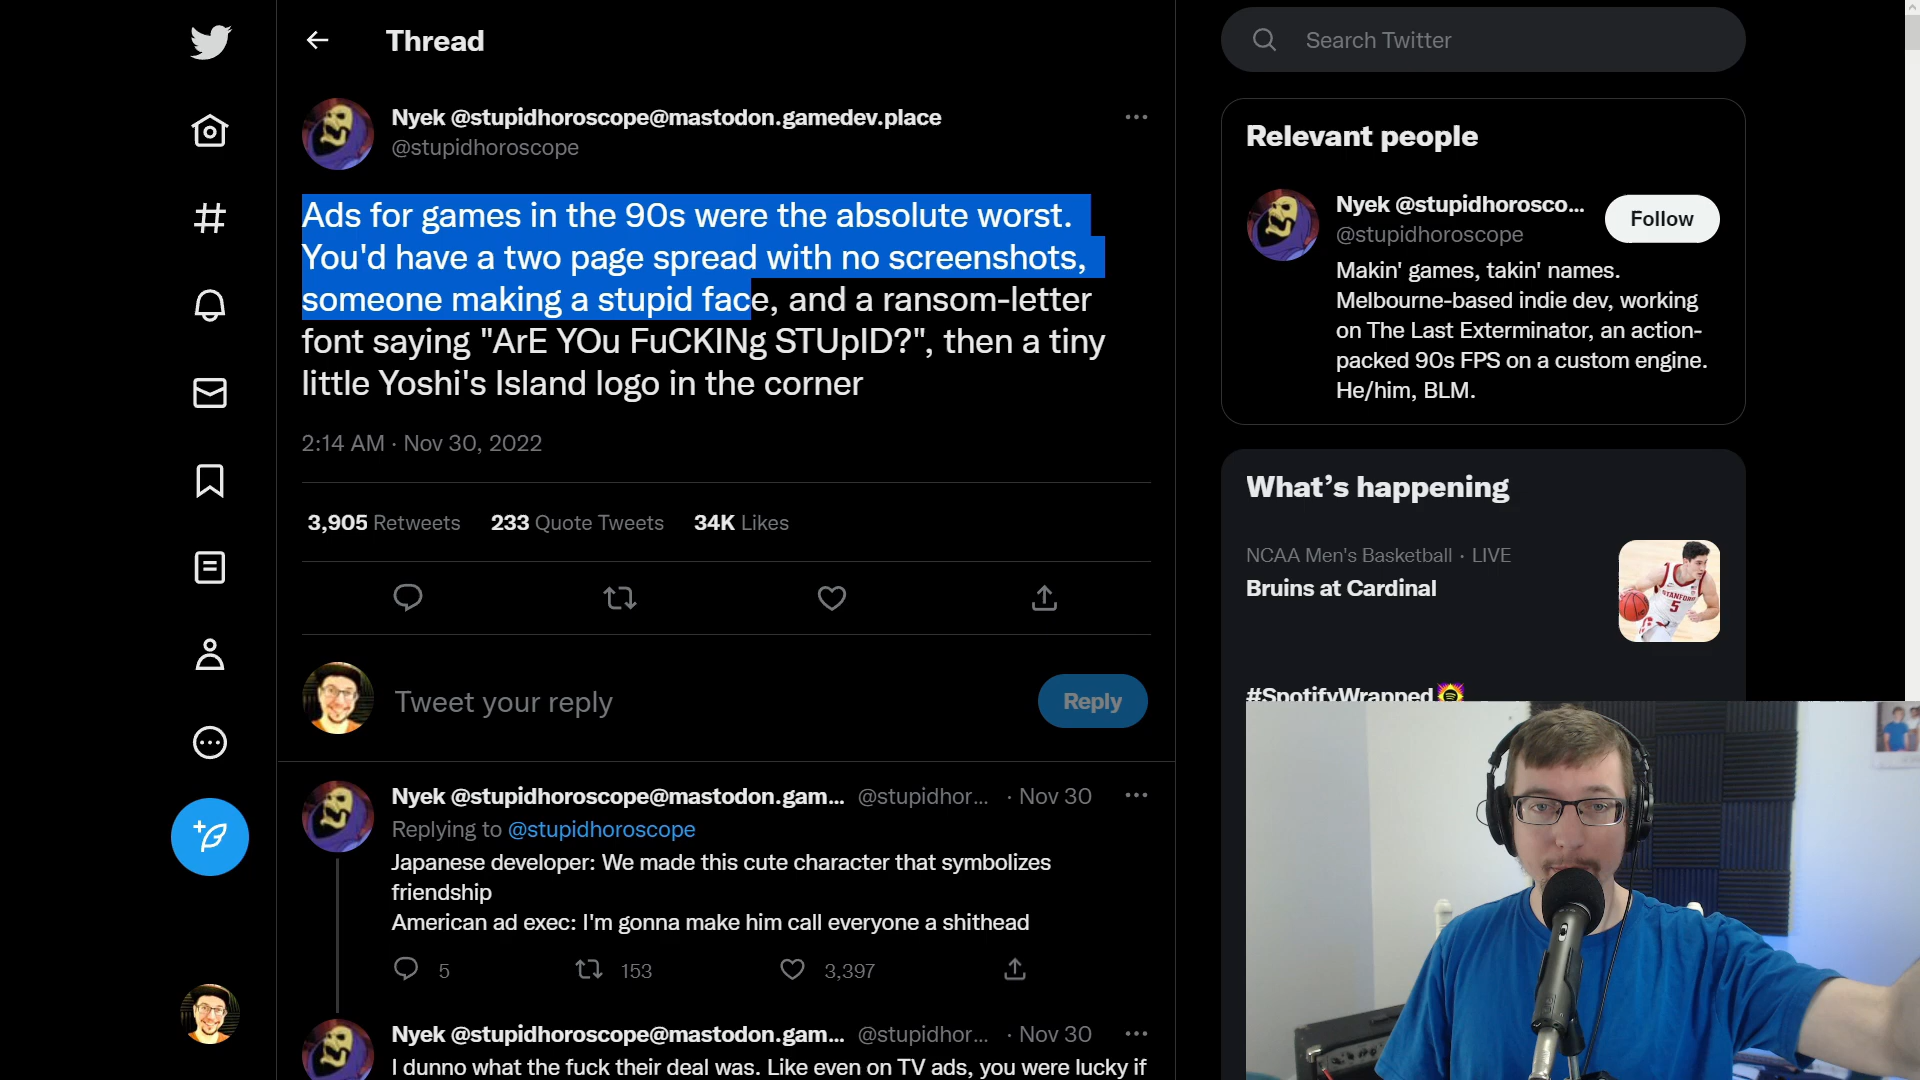 Thread
Search Twitter
Nyek @stupidhoroscope@mastodon.gamedev.place
@stupidhoroscope
Ads for games in the 90s were the absolute worst.
You'd have a two page spread with no screenshots,
someone making a stupid face, and a ransom-letter
font saying "ArE YOu FuCKINg STUpID?", then a tiny
little Yoshi's Island logo in the corner
2:14 AM · Nov 30, 2022
3,905 Retweets 233 Quote Tweets 34K Likes
Tweet your reply
Reply
Nyek @stupidhoroscope@mastodon.gam... @stupidhor... · Nov 30
Replying to @stupidhoroscope
Japanese developer: We made this cute character that symbolizes
friendship
American ad exec: I'm gonna make him call everyone a shithead
5 153 3,397
Nyek @stupidhoroscope@mastodon.gam... @stupidhor... · Nov 30
I dunno what the fuck their deal was. Like even on TV ads, you were lucky if
Relevant people
Nyek @stupidhorosco...
@stupidhoroscope
Follow
Makin' games, takin' names.
Melbourne-based indie dev, working
on The Last Exterminator, an action-
packed 90s FPS on a custom engine.
He/him, BLM.
What's happening
NCAA Men's Basketball · LIVE
Bruins at Cardinal
STANFORD
5
#SpotifyWrapped